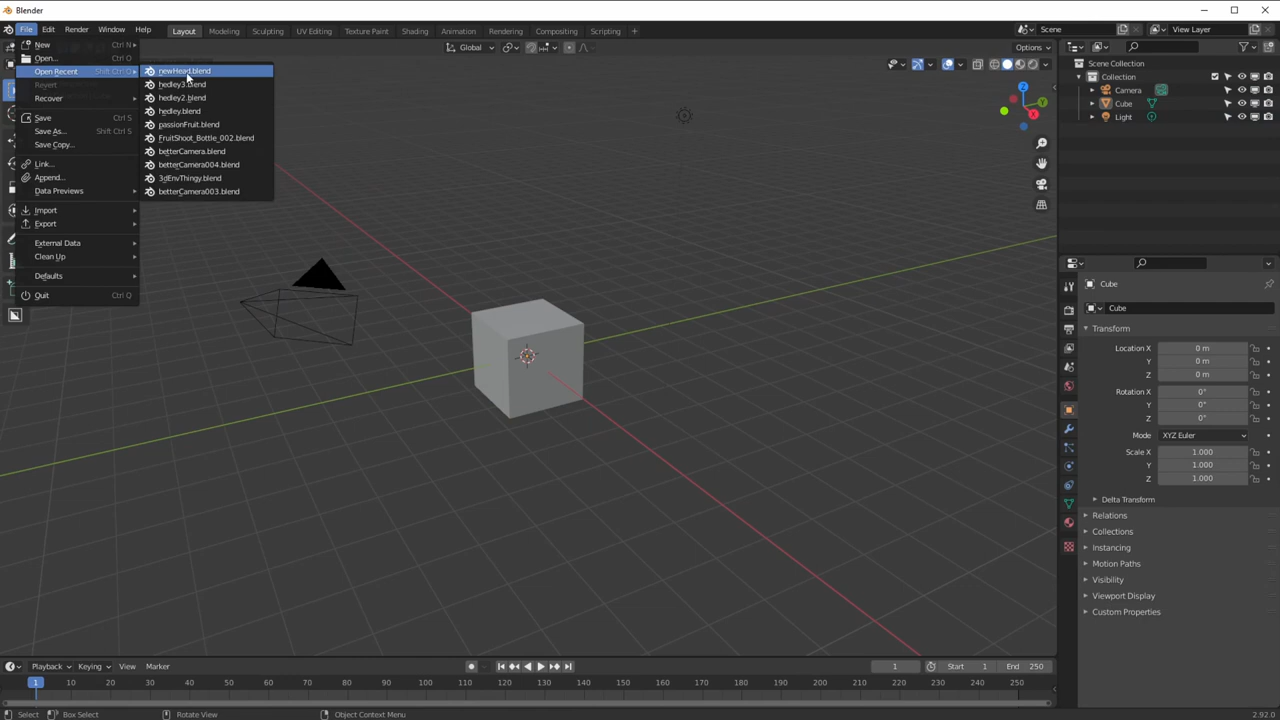 Blender
File Edit Render Window Help Layout Modeling Sculpting UV Editing Texture Paint Shading Animation Rendering Compositing Scripting + Scene View Layer
Global Options
New Ctrl N
Open... Ctrl O
Open Recent Shift Ctrl O
Revert
Recover
Save Ctrl S
Save As... Shift Ctrl S
Save Copy...
Link...
Append...
Data Previews
Import
Export
External Data
Clean Up
Defaults
Quit Ctrl Q
newHead.blend
hedley3.blend
hedley2.blend
hedley.blend
passionFruit.blend
FruitShoot_Bottle_002.blend
betterCamera.blend
betterCamera004.blend
3dEnvThingy.blend
betterCamera003.blend
Z
Y
X
Scene Collection
Collection
Camera
Cube
Light
Cube
Cube
Transform
Location X 0 m
Y 0 m
Z 0 m
Rotation X 0°
Y 0°
Z 0°
Mode XYZ Euler
Scale X 1.000
Y 1.000
Z 1.000
Delta Transform
Relations
Collections
Instancing
Motion Paths
Visibility
Viewport Display
Custom Properties
Playback Keying View Marker 1 Start 1 End 250
1 10 20 30 40 50 60 70 80 90 100 110 120 130 140 150 160 170 180 190 200 210 220 230 240 250
Select Box Select Rotate View Object Context Menu 2.92.0